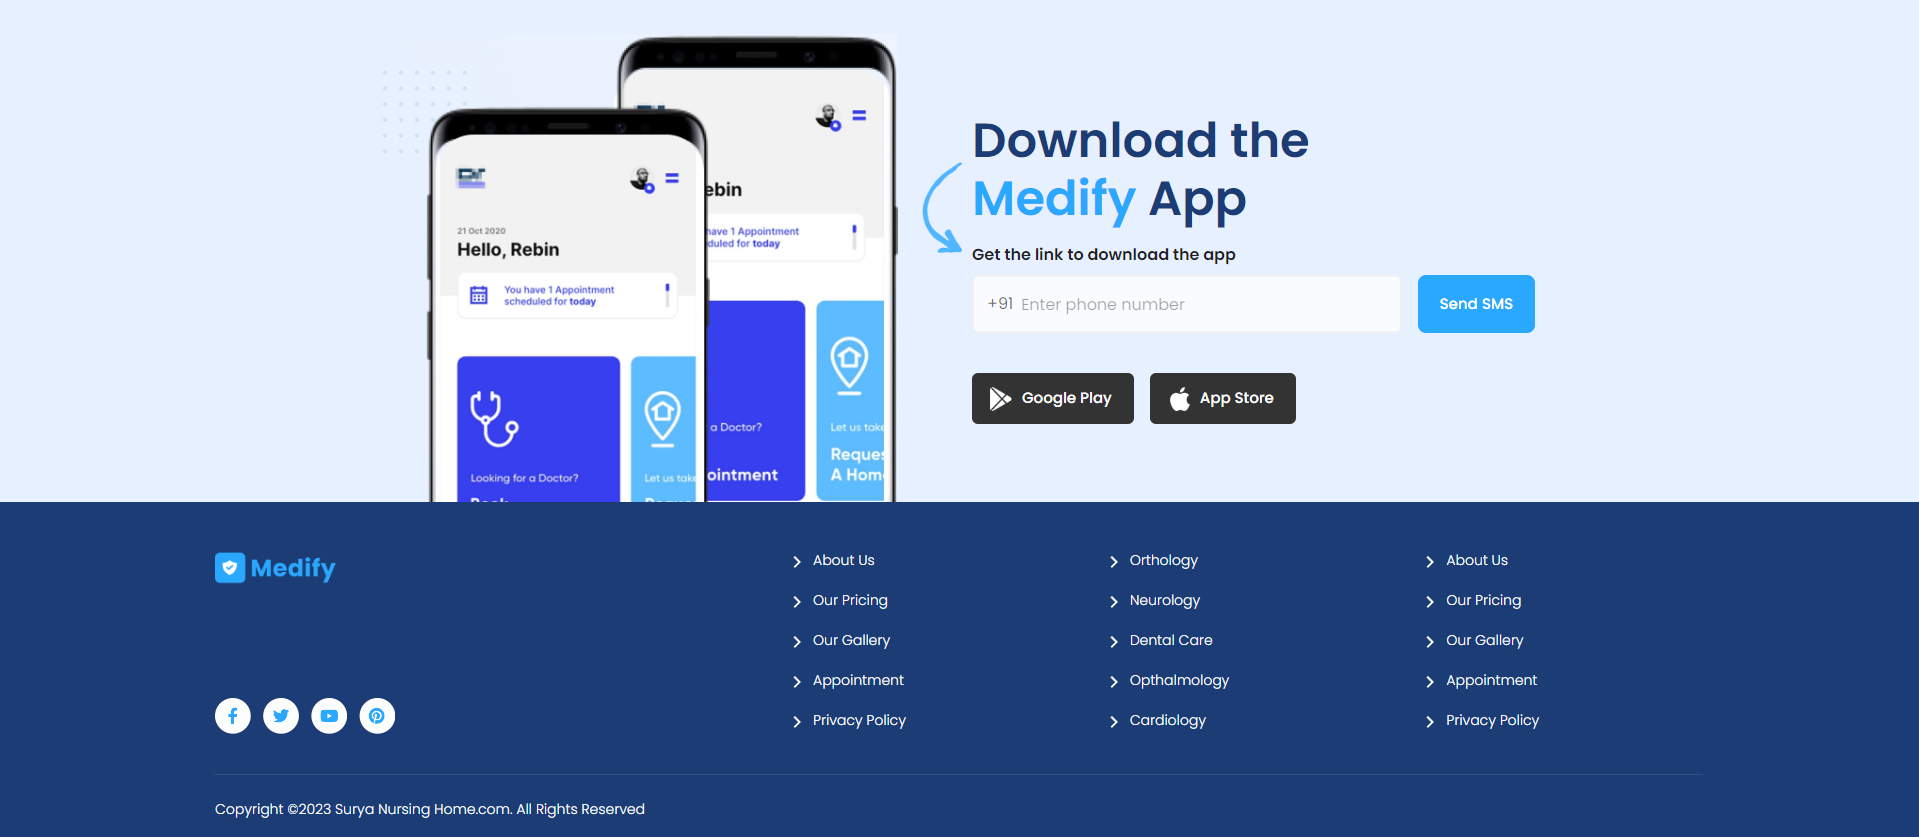 21 Oct 2020
Hello, Rebin
You have 1 Appointment
scheduled for today
Looking for a Doctor?
Let us take
ebin
have 1 Appointment
duled for today
a Doctor?
ointment
Let us take
Reques
A Hom
Download the
Medify App
Get the link to download the app
+91 Enter phone number
Send SMS
Google Play
App Store
Medify
About Us
Our Pricing
Our Gallery
Appointment
Privacy Policy
Orthology
Neurology
Dental Care
Opthalmology
Cardiology
About Us
Our Pricing
Our Gallery
Appointment
Privacy Policy
Copyright ©2023 Surya Nursing Home.com. All Rights Reserved